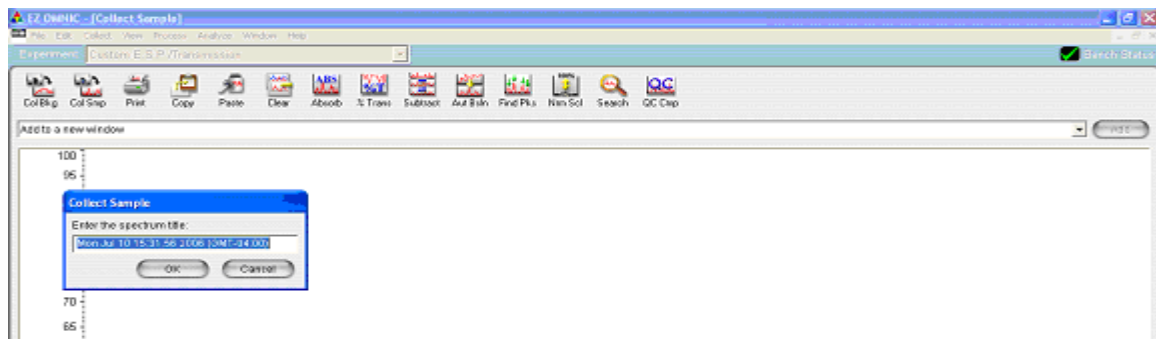 EZ OMNIC - [Collect Sample]
File Edit Collect View Process Analyze Window Help
Experiment: Custom E.S.P./Transmission Bench Status
Col Bkg Col Smp Print Copy Paste Clear Absorb % Trans Subtract Aut Bsln Find Pks Nrm Scl Search QC Cmp
Add to a new window Add
100
95
Collect Sample
Enter the spectrum title:
Mon Jul 10 15:31:56 2006 (GMT-04:00)
OK Cancel
70
65